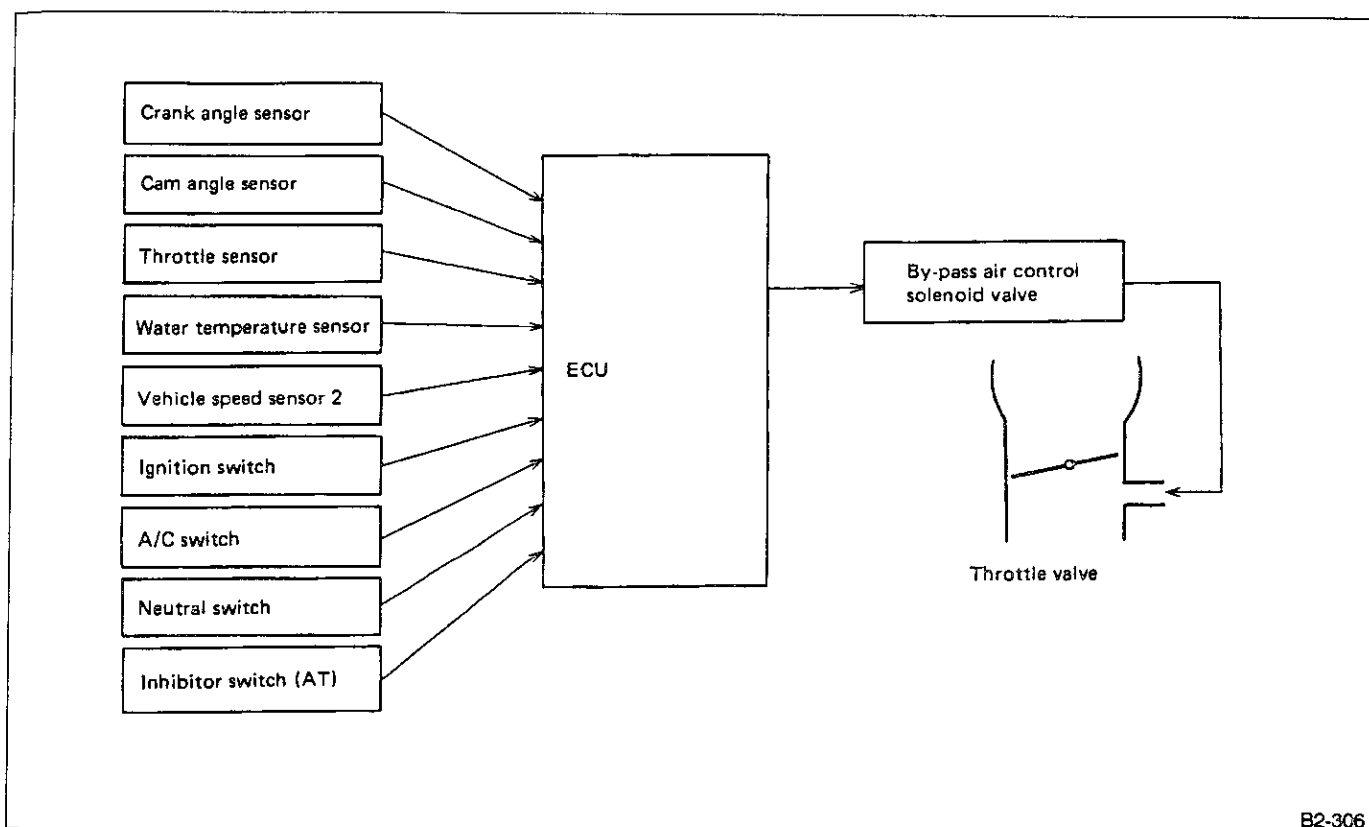 Crank angle sensor
Cam angle sensor
Throttle sensor
Water temperature sensor
Vehicle speed sensor 2
Ignition switch
A/C switch
Neutral switch
Inhibitor switch (AT)
ECU
By-pass air control
solenoid valve
Throttle valve
B2-306